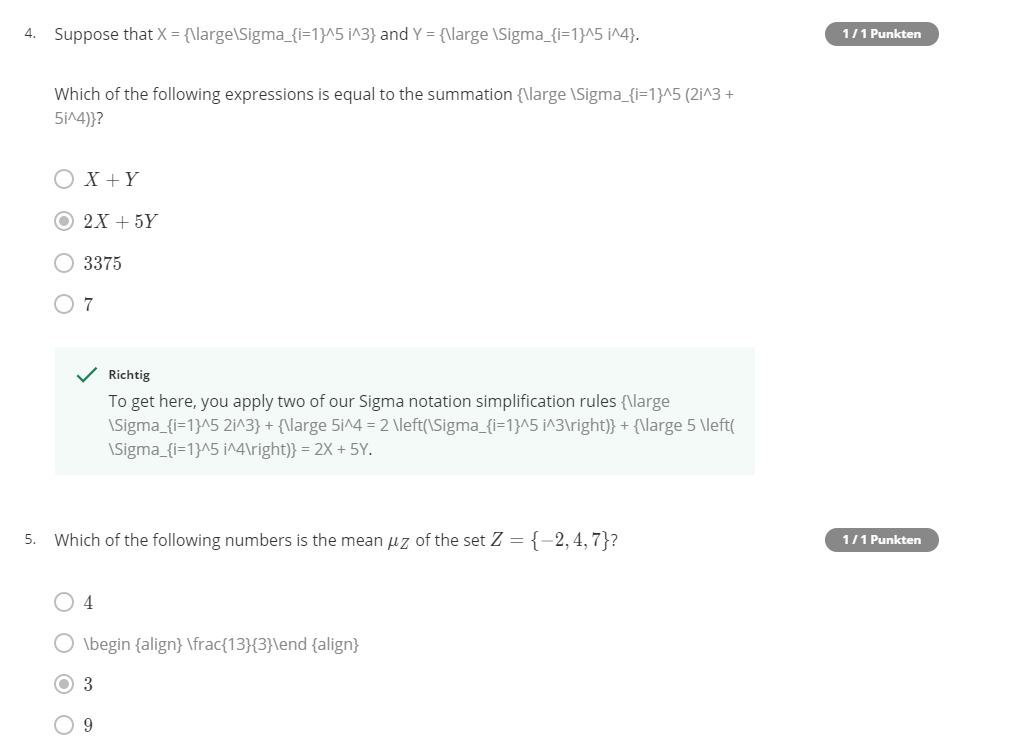 4. Suppose that X = {\large\Sigma_{i=1}^5 i^3} and Y = {\large \Sigma_{i=1}^5 i^4}.
1 / 1 Punkten
Which of the following expressions is equal to the summation {\large \Sigma_{i=1}^5 (2i^3 +
5i^4)}?
X + Y
2X + 5Y
3375
7
Richtig
To get here, you apply two of our Sigma notation simplification rules {\large
\Sigma_{i=1}^5 2i^3} + {\large 5i^4 = 2 \left(\Sigma_{i=1}^5 i^3\right)} + {\large 5 \left(
\Sigma_{i=1}^5 i^4\right)} = 2X + 5Y.
5. Which of the following numbers is the mean μ_Z of the set Z = {−2, 4, 7}?
1 / 1 Punkten
4
\begin {align} \frac{13}{3}\end {align}
3
9